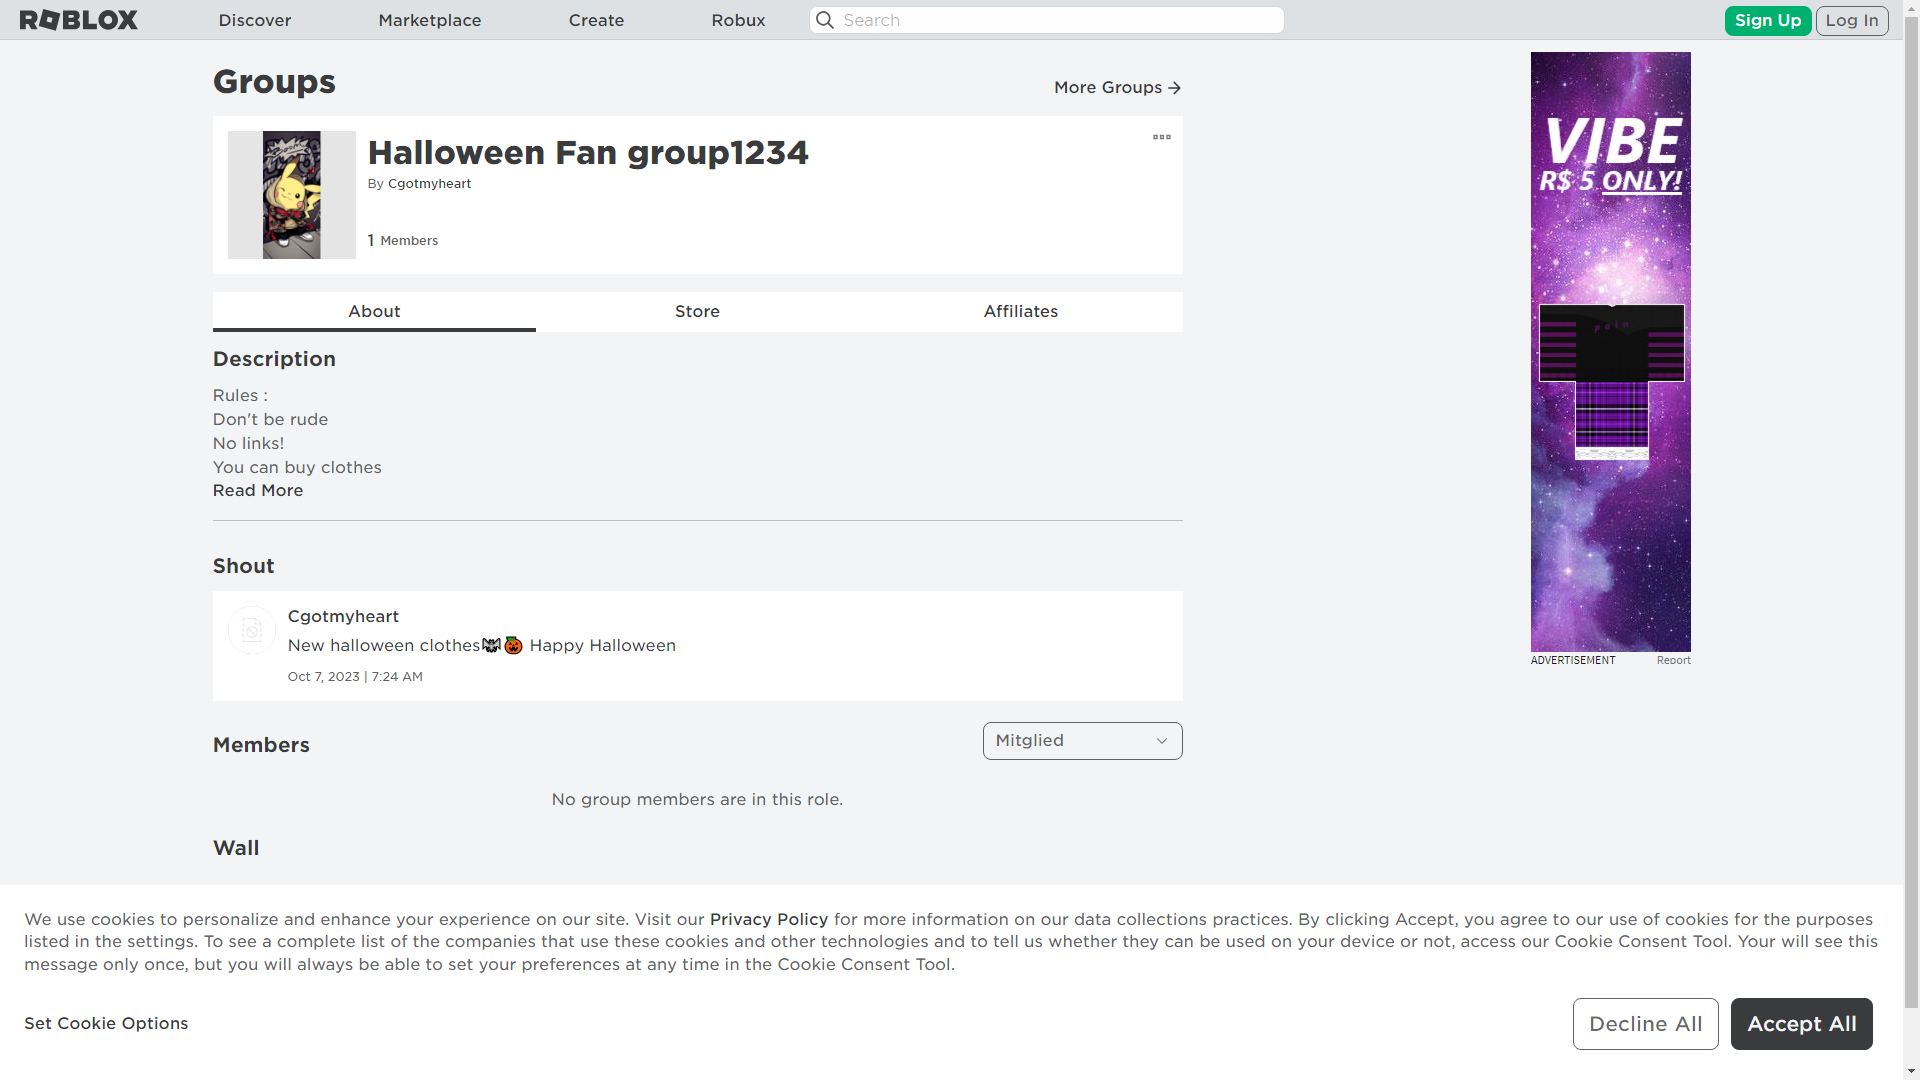 ROBLOX
Discover
Marketplace
Create
Robux
Search
Sign Up
Log In
Groups
More Groups
Halloween Fan group1234
By Cgotmyheart
1 Members
About
Store
Affiliates
Description
Rules :
Don't be rude
No links!
You can buy clothes
Read More
Shout
Cgotmyheart
New halloween clothes🦇🎃 Happy Halloween
Oct 7, 2023 | 7:24 AM
Members
Mitglied
No group members are in this role.
Wall
VIBE
R$ 5 ONLY!
pain
ADVERTISEMENT
Report
We use cookies to personalize and enhance your experience on our site. Visit our Privacy Policy for more information on our data collections practices. By clicking Accept, you agree to our use of cookies for the purposes
listed in the settings. To see a complete list of the companies that use these cookies and other technologies and to tell us whether they can be used on your device or not, access our Cookie Consent Tool. Your will see this
message only once, but you will always be able to set your preferences at any time in the Cookie Consent Tool.
Set Cookie Options
Decline All
Accept All